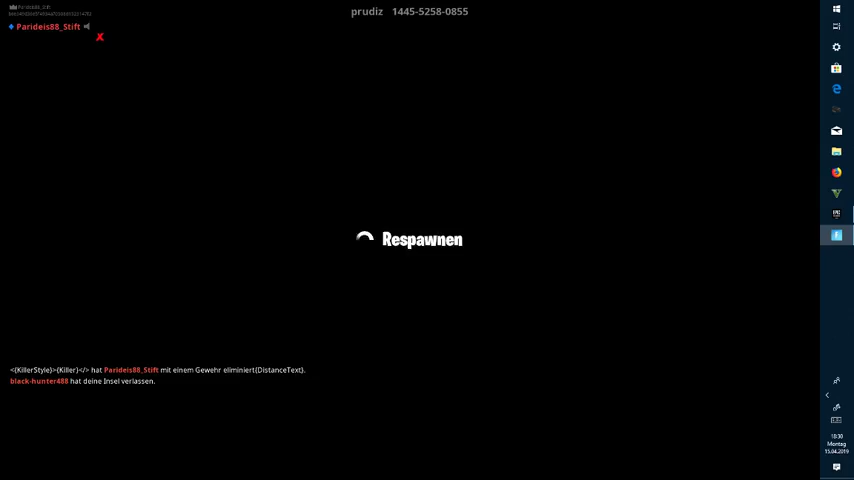 prudiz 1445-5258-0855
Parideis88_Stift
X
Respawnen
<{KillerStyle}>{Killer}</> hat Parideis88_Stift mit einem Gewehr eliminiert{DistanceText}.
black-hunter488 hat deine Insel verlassen.
EPIC
18:30
Montag
15.04.2019